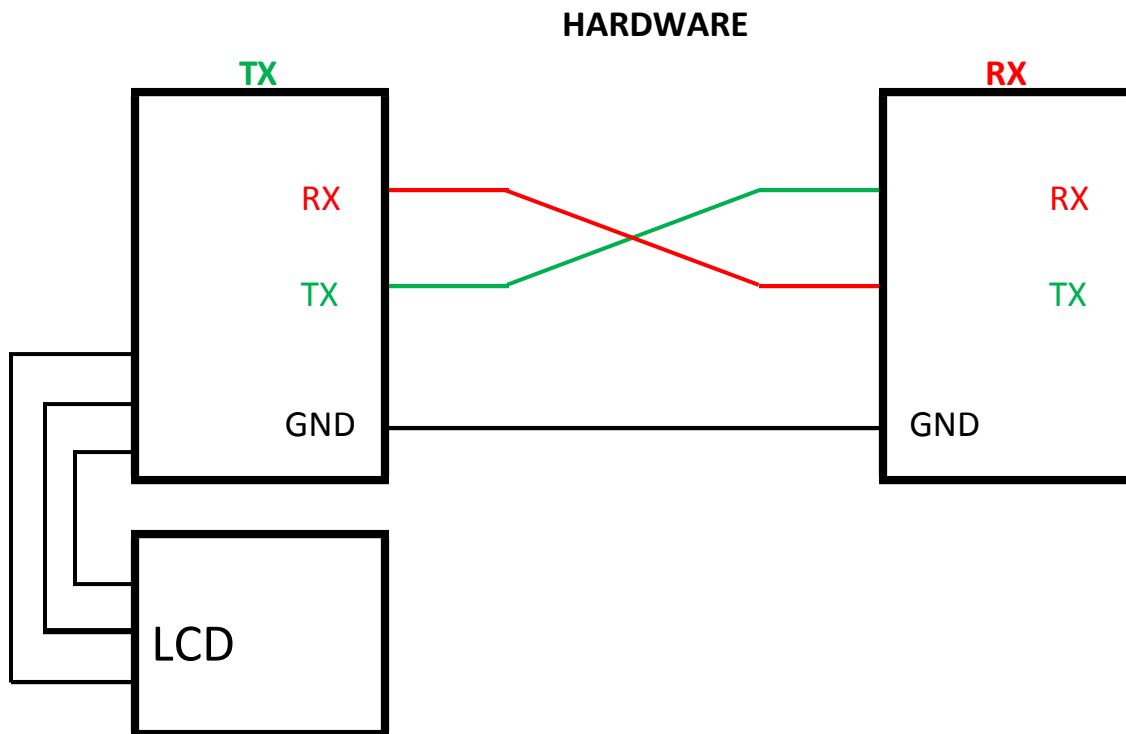 HARDWARE
TX RX
RX RX
TX TX
GND GND
LCD